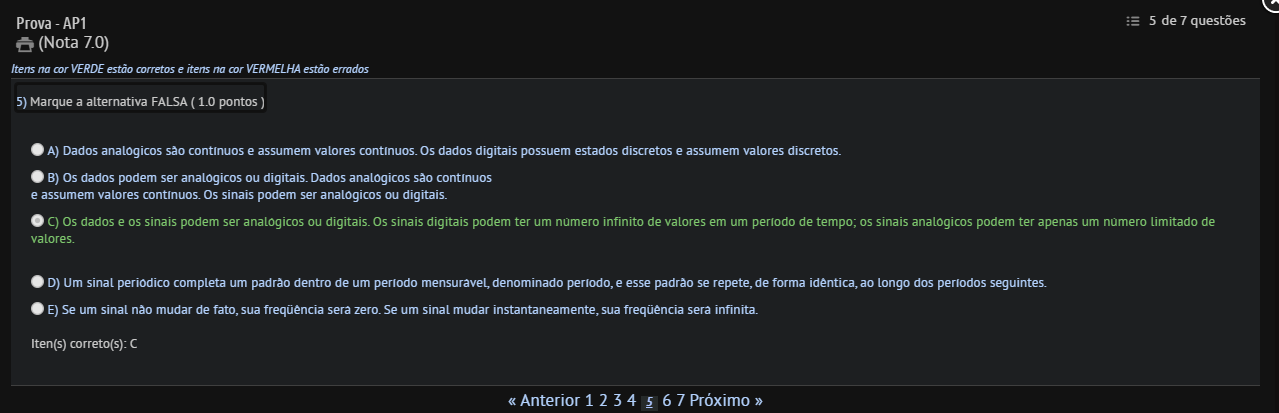 Prova - AP1
5 de 7 questões
(Nota 7.0)
Itens na cor VERDE estão corretos e itens na cor VERMELHA estão errados
5) Marque a alternativa FALSA ( 1.0 pontos )
A) Dados analógicos são contínuos e assumem valores contínuos. Os dados digitais possuem estados discretos e assumem valores discretos.
B) Os dados podem ser analógicos ou digitais. Dados analógicos são contínuos
e assumem valores contínuos. Os sinais podem ser analógicos ou digitais.
C) Os dados e os sinais podem ser analógicos ou digitais. Os sinais digitais podem ter um número infinito de valores em um período de tempo; os sinais analógicos podem ter apenas um número limitado de
valores.
D) Um sinal periódico completa um padrão dentro de um período mensurável, denominado período, e esse padrão se repete, de forma idêntica, ao longo dos períodos seguintes.
E) Se um sinal não mudar de fato, sua freqüência será zero. Se um sinal mudar instantaneamente, sua freqüência será infinita.
Iten(s) correto(s): C
« Anterior 1 2 3 4 5 6 7 Próximo »